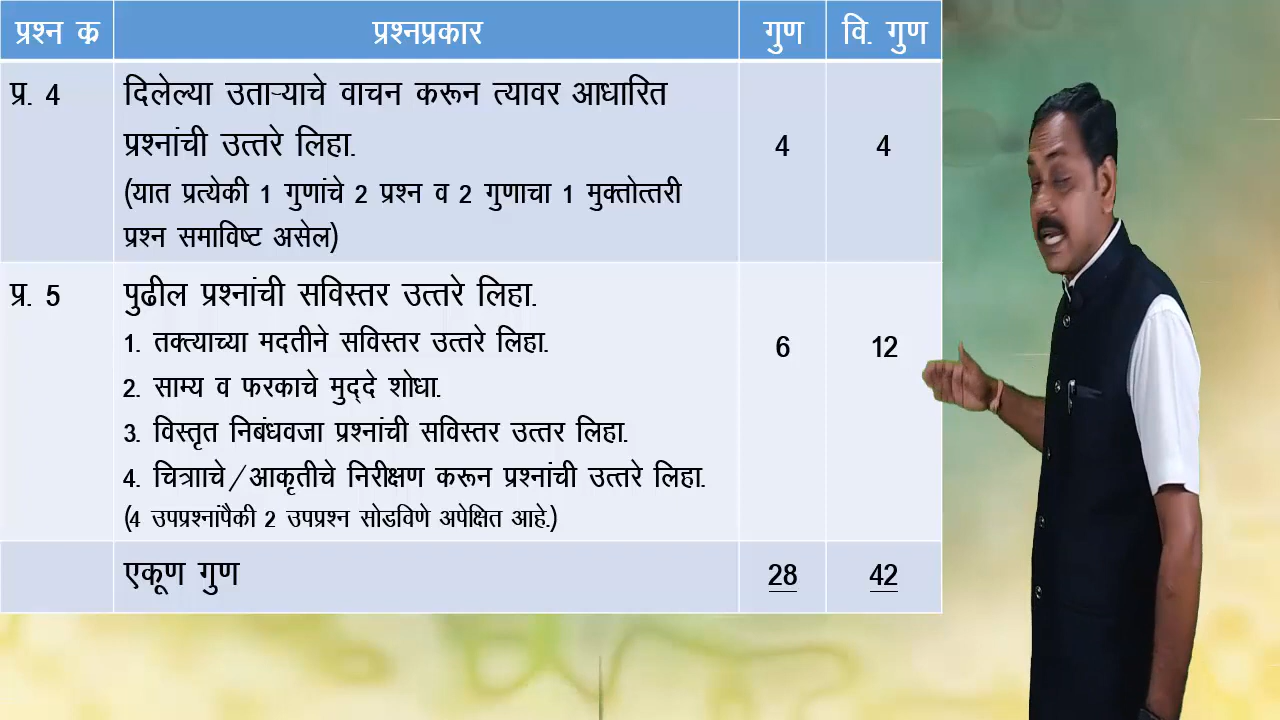 प्रश्न क्र प्रश्नप्रकार गुण वि. गुण
प्र. 4 दिलेल्या उताऱ्याचे वाचन करून त्यावर आधारित
प्रश्नांची उत्तरे लिहा. 4 4
(यात प्रत्येकी 1 गुणांचे 2 प्रश्न व 2 गुणाचा 1 मुक्तोत्तरी
प्रश्न समाविष्ट असेल)
प्र. 5 पुढील प्रश्नांची सविस्तर उत्तरे लिहा.
1. तक्त्याच्या मदतीने सविस्तर उत्तरे लिहा. 6 12
2. साम्य व फरकाचे मुद्दे शोधा.
3. विस्तृत निबंधवजा प्रश्नांची सविस्तर उत्तर लिहा.
4. चित्रााचे/आकृतीचे निरीक्षण करून प्रश्नांची उत्तरे लिहा.
(4 उपप्रश्नांपैकी 2 उपप्रश्न सोडविणे अपेक्षित आहे.)
एकूण गुण 28 42